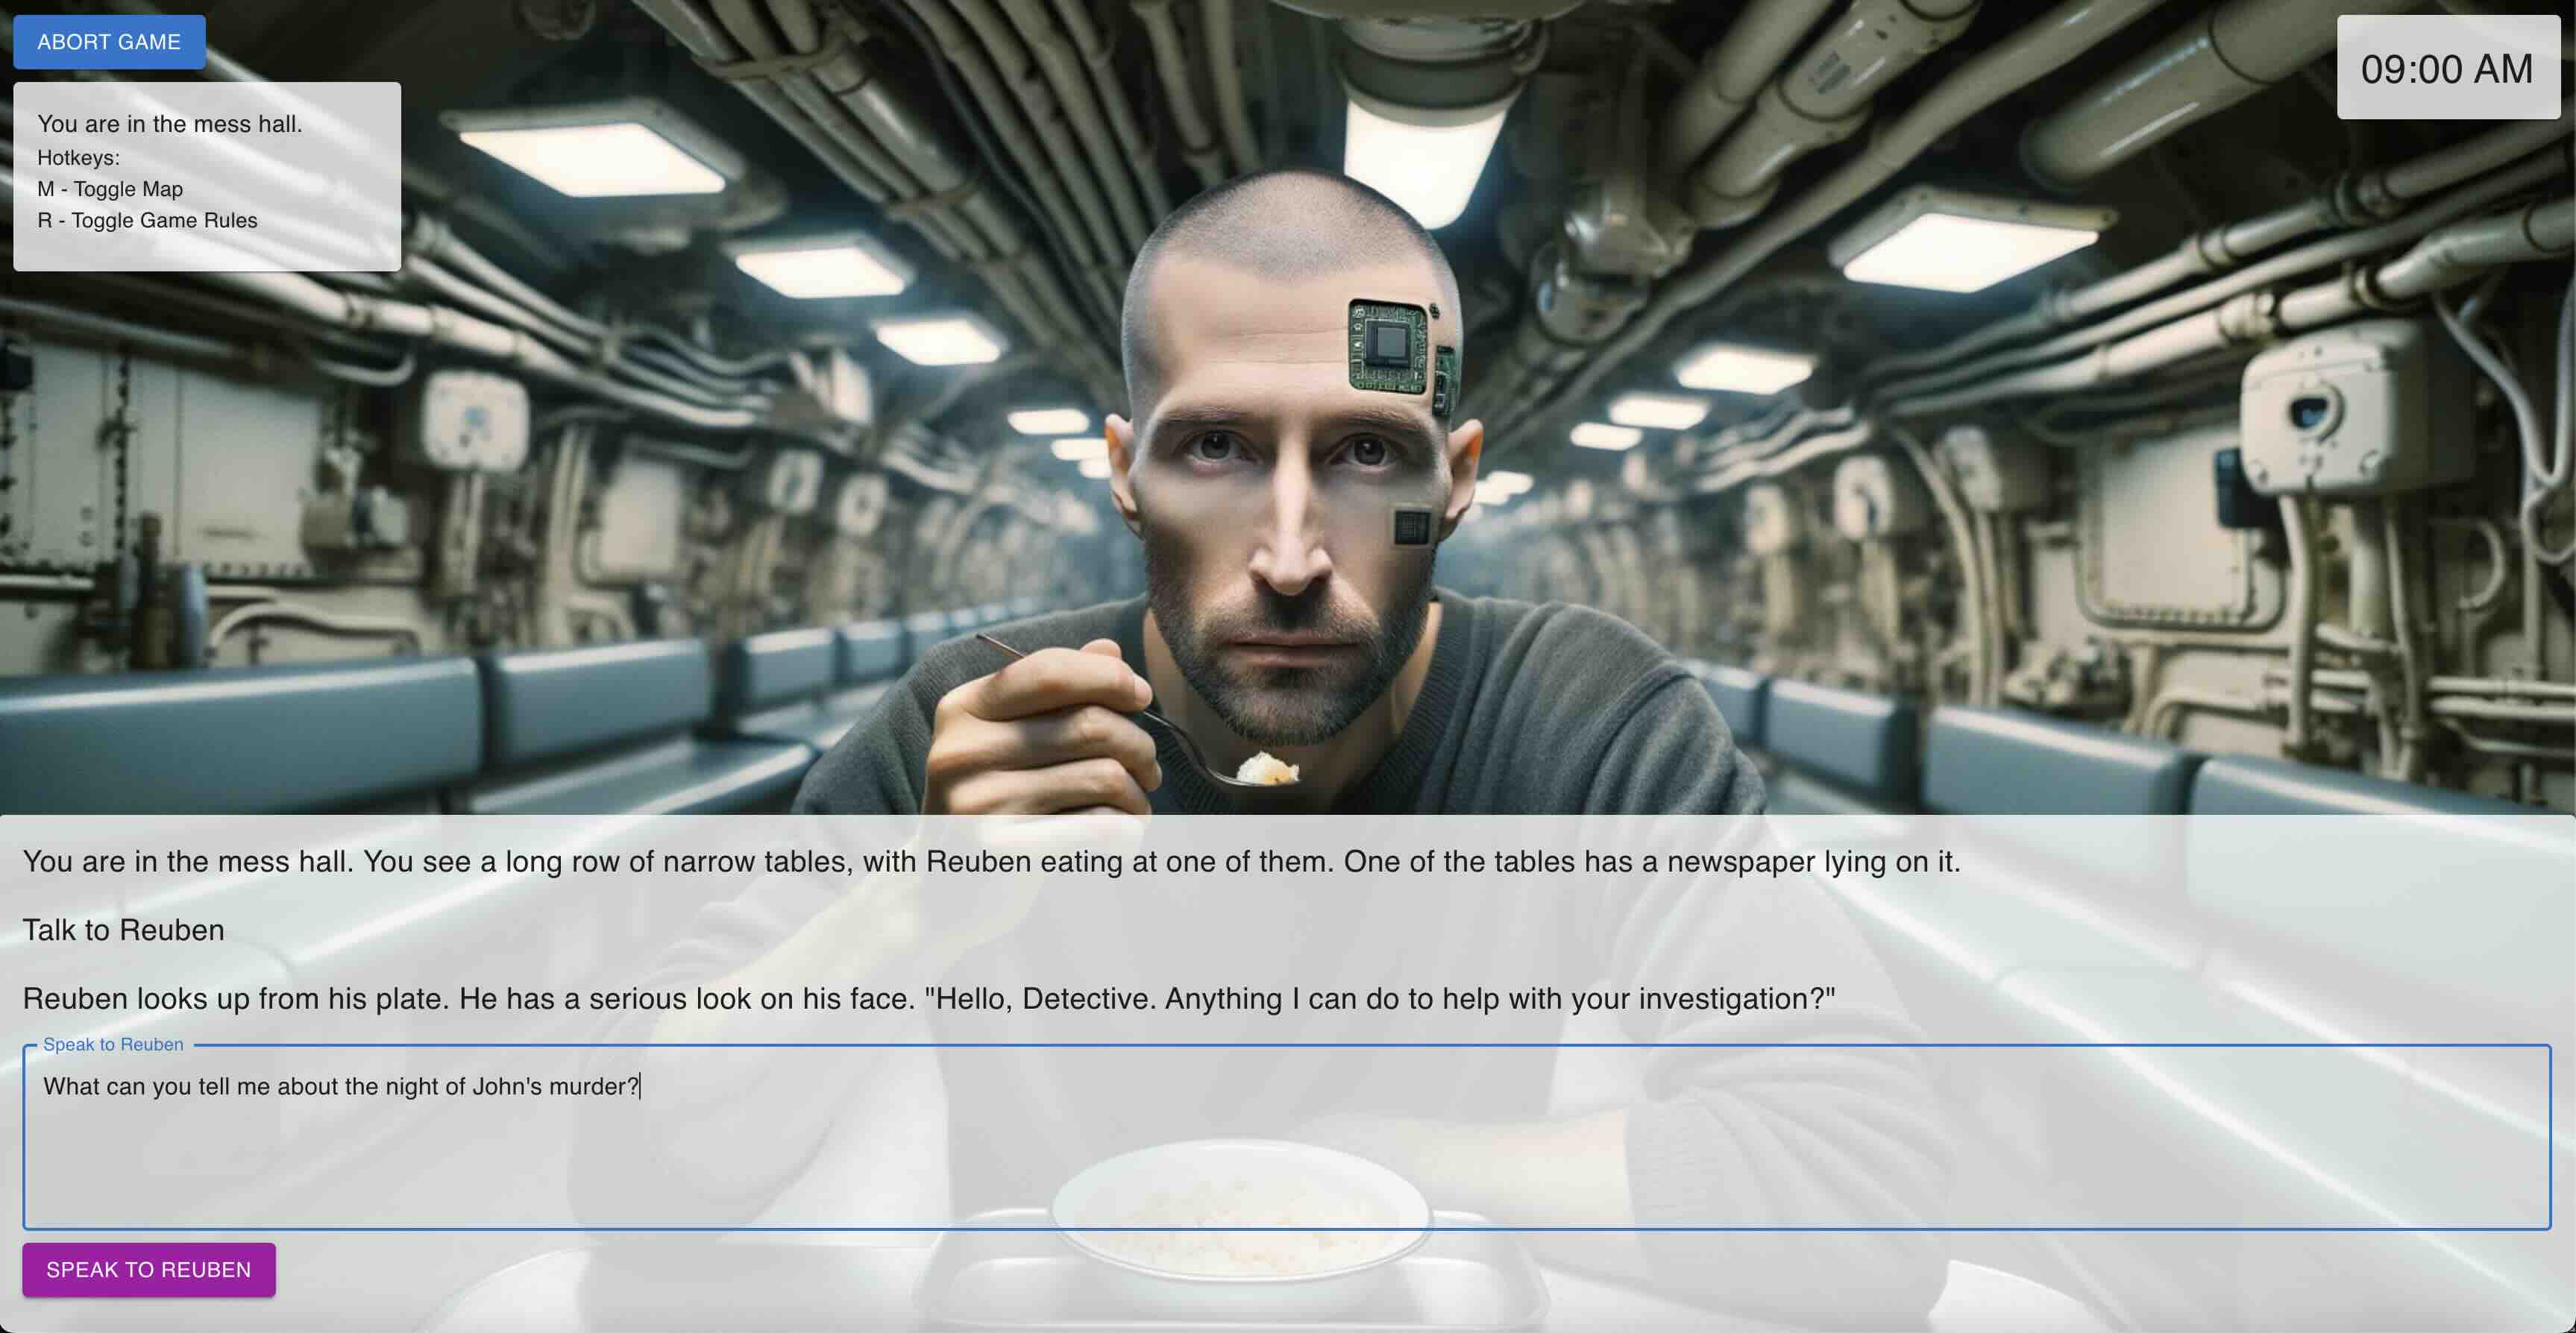 ABORT GAME
09:00 AM
You are in the mess hall.
Hotkeys:
M - Toggle Map
R - Toggle Game Rules
You are in the mess hall. You see a long row of narrow tables, with Reuben eating at one of them. One of the tables has a newspaper lying on it.
Talk to Reuben
Reuben looks up from his plate. He has a serious look on his face. "Hello, Detective. Anything I can do to help with your investigation?"
Speak to Reuben
What can you tell me about the night of John's murder?
SPEAK TO REUBEN